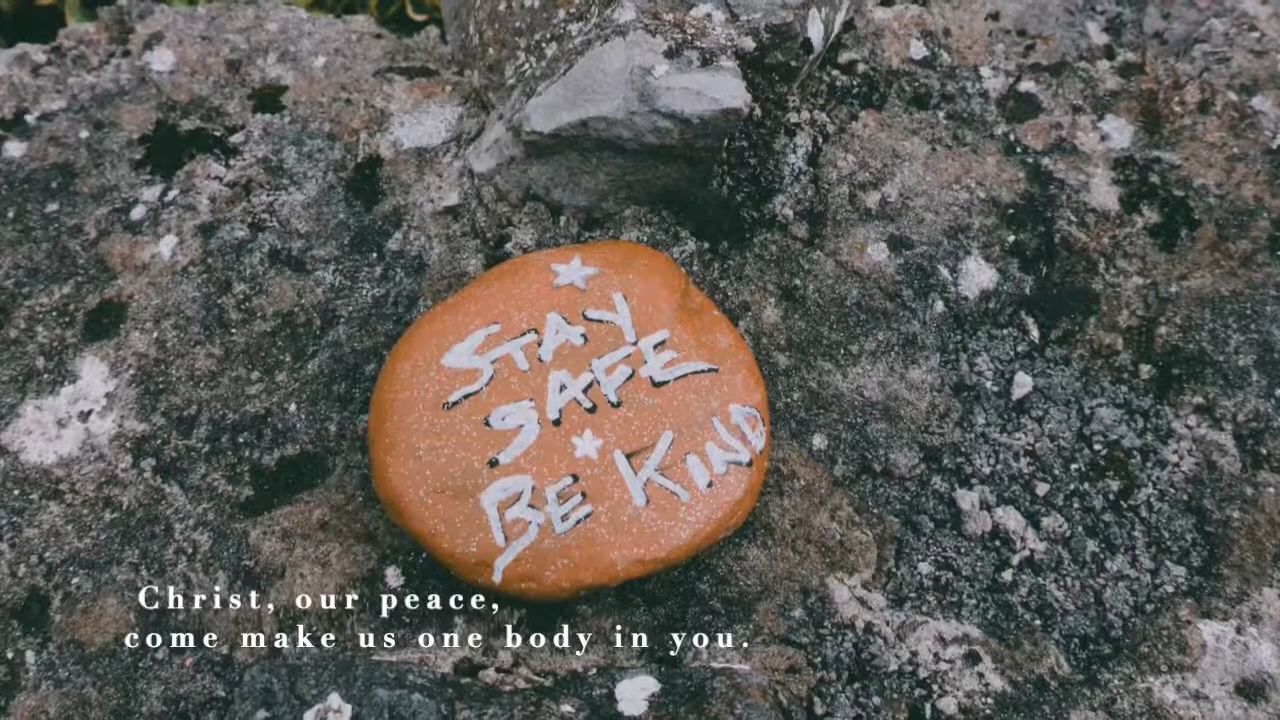 STAY
SAFE
BE KIND
Christ, our peace,
come make us one body in you.